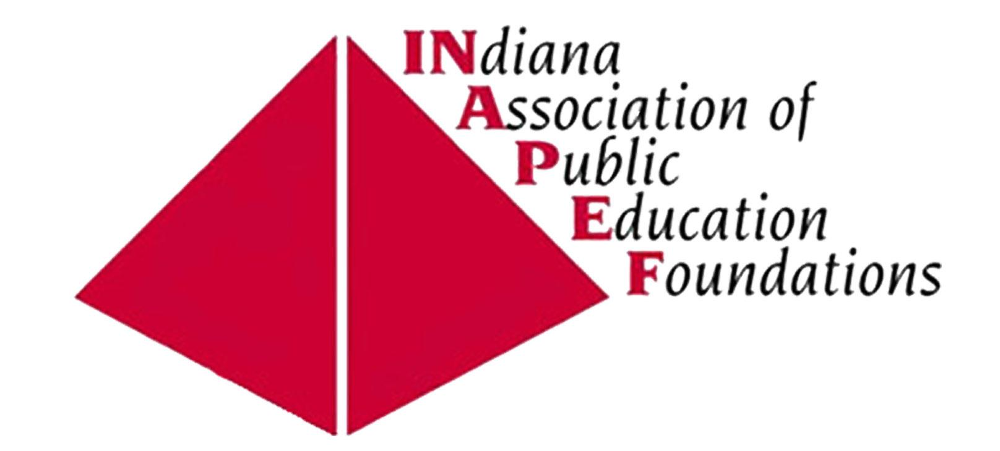 INdiana
Association of
Public
Education
Foundations